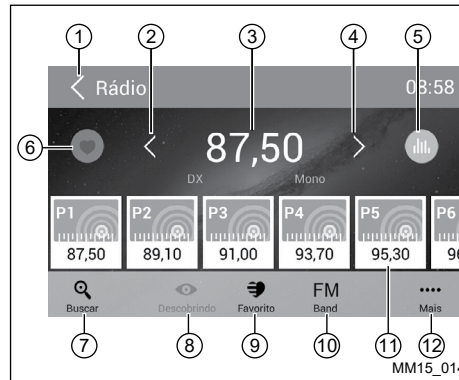 1 2 3 4 5
Rádio 08:58
6
87,50
DX Mono
P1 P2 P3 P4 P5 P6
87,50 89,10 91,00 93,70 95,30 96
FM
Buscar Descobrindo Favorito Band Mais
7 8 9 10 11 12
MM15_014